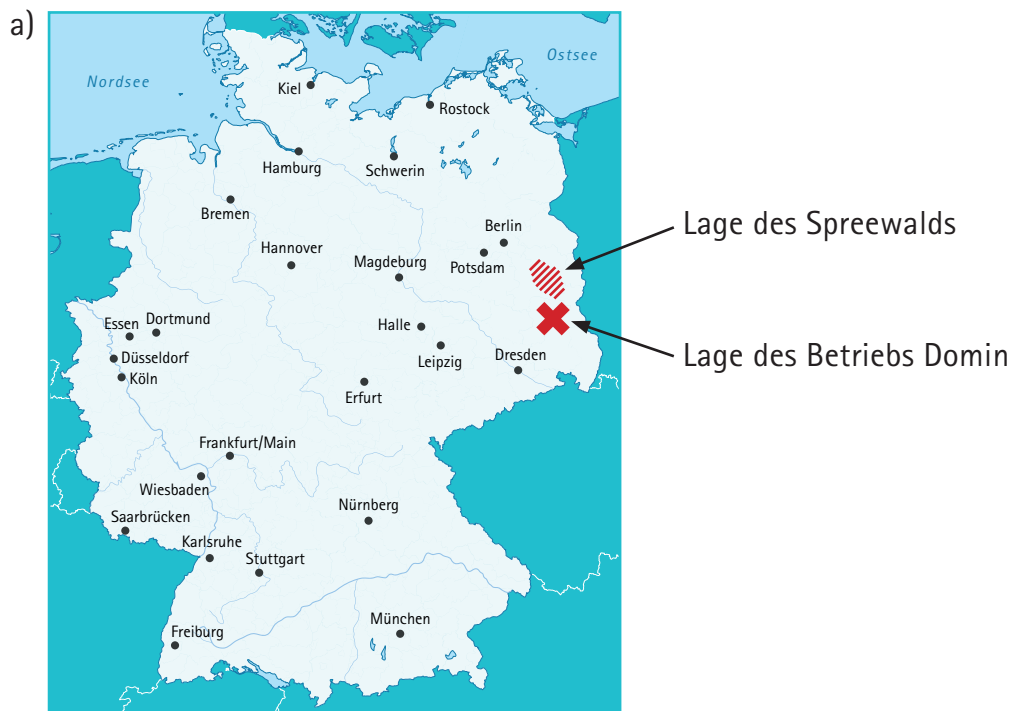 a)
Nordsee
Ostsee
Kiel
Rostock
Hamburg
Schwerin
Bremen
Berlin
Lage des Spreewalds
Hannover
Magdeburg
Potsdam
Essen
Dortmund
Halle
Düsseldorf
Leipzig
Dresden
Lage des Betriebs Domin
Köln
Erfurt
Frankfurt/Main
Wiesbaden
Nürnberg
Saarbrücken
Karlsruhe
Stuttgart
München
Freiburg